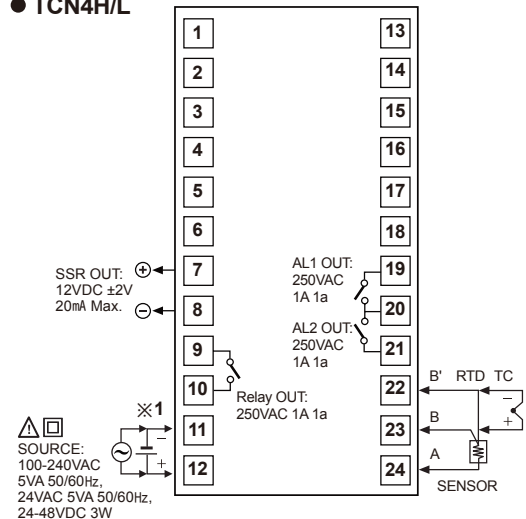 ● TCN4H/L
1 13
2 14
3 15
4 16
5 17
6 18
7 19
8 20
9 21
10 22
11 23
12 24
SSR OUT:
12VDC ±2V
20mA Max.
AL1 OUT:
250VAC
1A 1a
AL2 OUT:
250VAC
1A 1a
Relay OUT:
250VAC 1A 1a
B' RTD TC
B
A
SENSOR
※1
SOURCE:
100-240VAC
5VA 50/60Hz,
24VAC 5VA 50/60Hz,
24-48VDC 3W